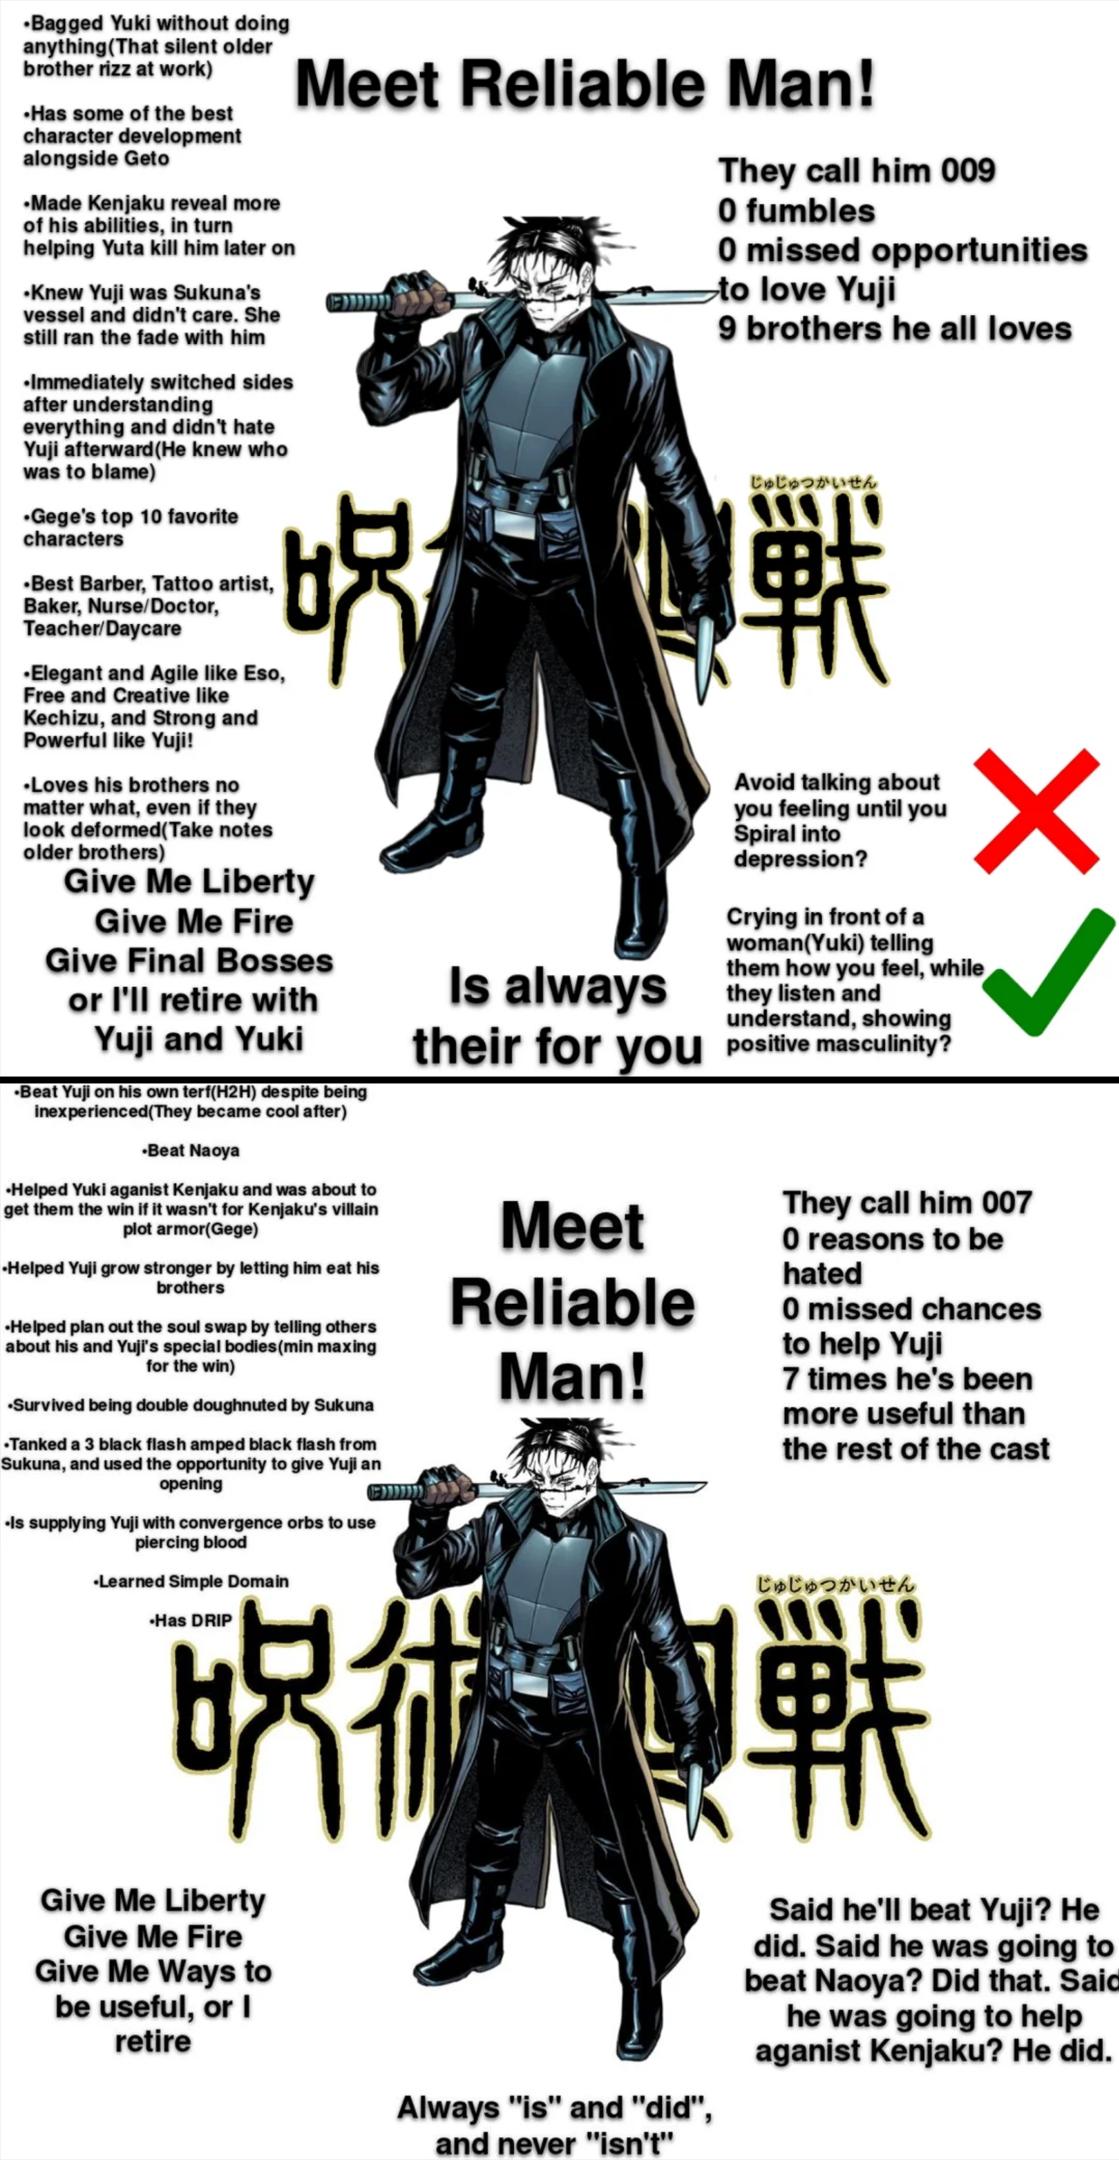 •Bagged Yuki without doing
anything(That silent older
brother rizz at work)
•Has some of the best
character development
alongside Geto
•Made Kenjaku reveal more
of his abilities, in turn
helping Yuta kill him later on
•Knew Yuji was Sukuna's
vessel and didn't care. She
still ran the fade with him
•Immediately switched sides
after understanding
everything and didn't hate
Yuji afterward(He knew who
was to blame)
•Gege's top 10 favorite
characters
•Best Barber, Tattoo artist,
Baker, Nurse/Doctor,
Teacher/Daycare
•Elegant and Agile like Eso,
Free and Creative like
Kechizu, and Strong and
Powerful like Yuji!
•Loves his brothers no
matter what, even if they
look deformed(Take notes
older brothers)
Give Me Liberty
Give Me Fire
Give Final Bosses
or I'll retire with
Yuji and Yuki
Meet Reliable Man!
They call him 009
0 fumbles
0 missed opportunities
to love Yuji
9 brothers he all loves
じゅじゅつかいせん
呪 戦
Avoid talking about
you feeling until you
Spiral into
depression?
Crying in front of a
woman(Yuki) telling
them how you feel, while
they listen and
understand, showing
positive masculinity?
Is always
their for you
•Beat Yuji on his own terf(H2H) despite being
inexperienced(They became cool after)
•Beat Naoya
•Helped Yuki aganist Kenjaku and was about to
get them the win if it wasn't for Kenjaku's villain
plot armor(Gege)
•Helped Yuji grow stronger by letting him eat his
brothers
•Helped plan out the soul swap by telling others
about his and Yuji's special bodies(min maxing
for the win)
•Survived being double doughnuted by Sukuna
•Tanked a 3 black flash amped black flash from
Sukuna, and used the opportunity to give Yuji an
opening
•Is supplying Yuji with convergence orbs to use
piercing blood
•Learned Simple Domain
•Has DRIP
Meet
Reliable
Man!
They call him 007
0 reasons to be
hated
0 missed chances
to help Yuji
7 times he's been
more useful than
the rest of the cast
じゅじゅつかいせん
呪術 戦
Give Me Liberty
Give Me Fire
Give Me Ways to
be useful, or I
retire
Said he'll beat Yuji? He
did. Said he was going to
beat Naoya? Did that. Said
he was going to help
aganist Kenjaku? He did.
Always "is" and "did",
and never "isn't"